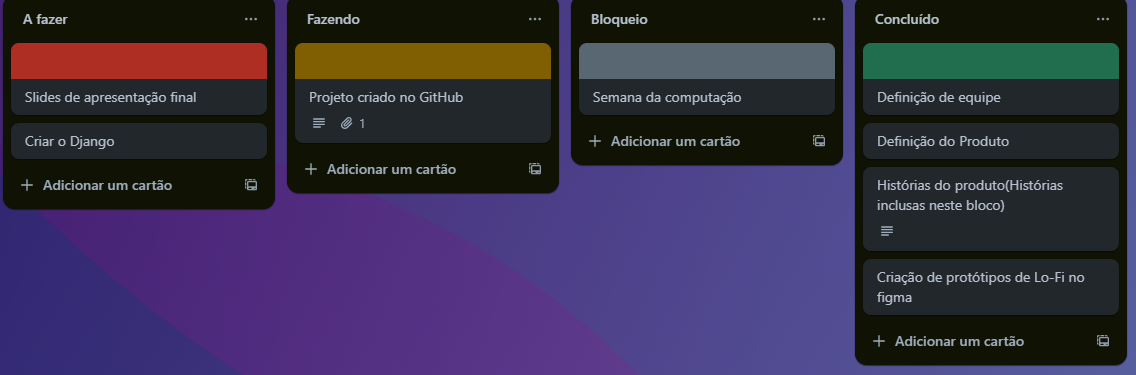 A fazer
Slides de apresentação final
Criar o Django
Adicionar um cartão
Fazendo
Projeto criado no GitHub
1
Adicionar um cartão
Bloqueio
Semana da computação
Adicionar um cartão
Concluído
Definição de equipe
Definição do Produto
Histórias do produto(Histórias
inclusas neste bloco)
Criação de protótipos de Lo-Fi no
figma
Adicionar um cartão